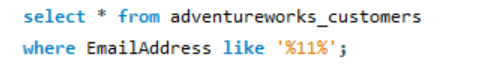 select * from adventureworks_customers
where EmailAddress like '%11%';